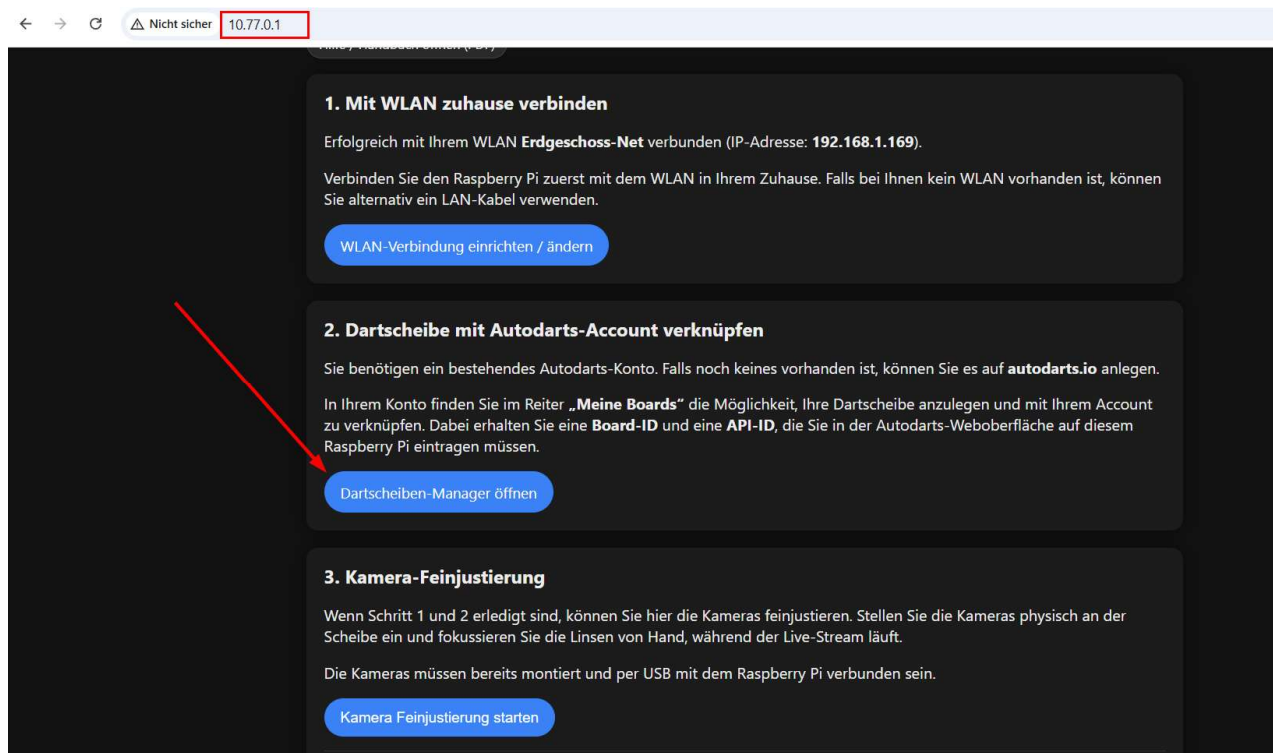 Nicht sicher 10.77.0.1
1. Mit WLAN zuhause verbinden
Erfolgreich mit Ihrem WLAN Erdgeschoss-Net verbunden (IP-Adresse: 192.168.1.169).
Verbinden Sie den Raspberry Pi zuerst mit dem WLAN in Ihrem Zuhause. Falls bei Ihnen kein WLAN vorhanden ist, können
Sie alternativ ein LAN-Kabel verwenden.
WLAN-Verbindung einrichten / ändern
2. Dartscheibe mit Autodarts-Account verknüpfen
Sie benötigen ein bestehendes Autodarts-Konto. Falls noch keines vorhanden ist, können Sie es auf autodarts.io anlegen.
In Ihrem Konto finden Sie im Reiter „Meine Boards“ die Möglichkeit, Ihre Dartscheibe anzulegen und mit Ihrem Account
zu verknüpfen. Dabei erhalten Sie eine Board-ID und eine API-ID, die Sie in der Autodarts-Weboberfläche auf diesem
Raspberry Pi eintragen müssen.
Dartscheiben-Manager öffnen
3. Kamera-Feinjustierung
Wenn Schritt 1 und 2 erledigt sind, können Sie hier die Kameras feinjustieren. Stellen Sie die Kameras physisch an der
Scheibe ein und fokussieren Sie die Linsen von Hand, während der Live-Stream läuft.
Die Kameras müssen bereits montiert und per USB mit dem Raspberry Pi verbunden sein.
Kamera Feinjustierung starten